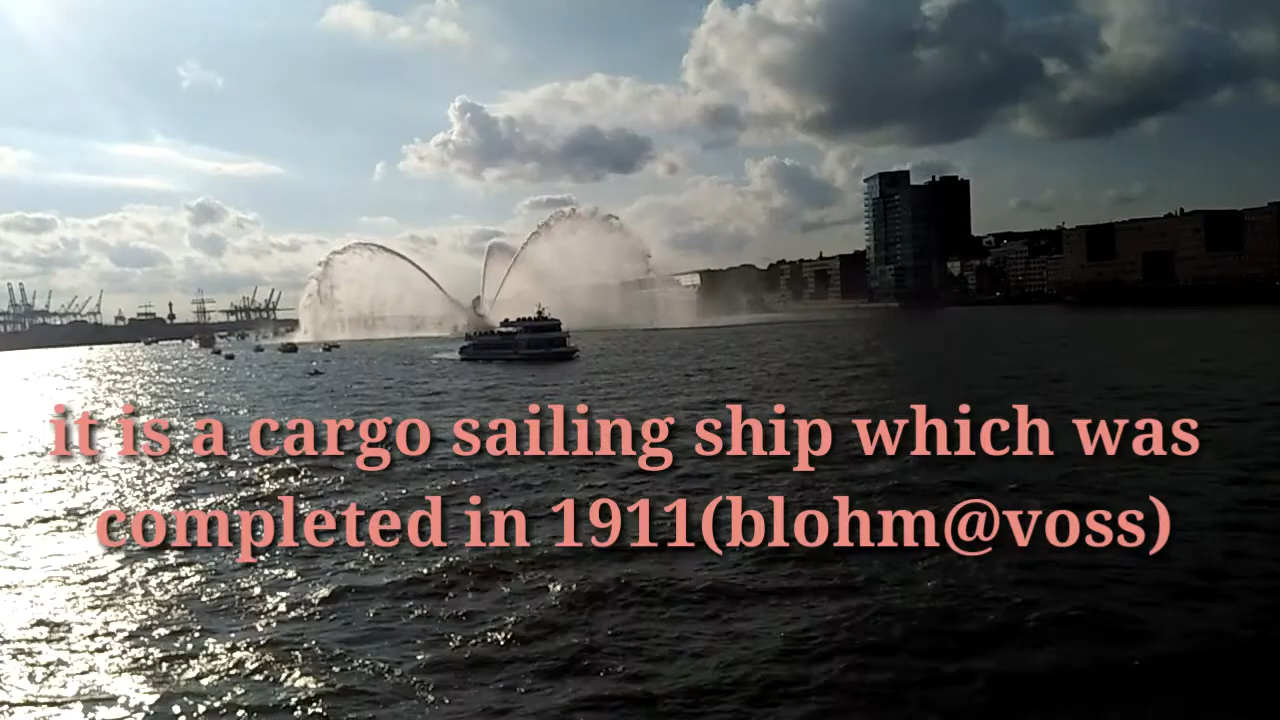 it is a cargo sailing ship which was
completed in 1911(blohm@voss)